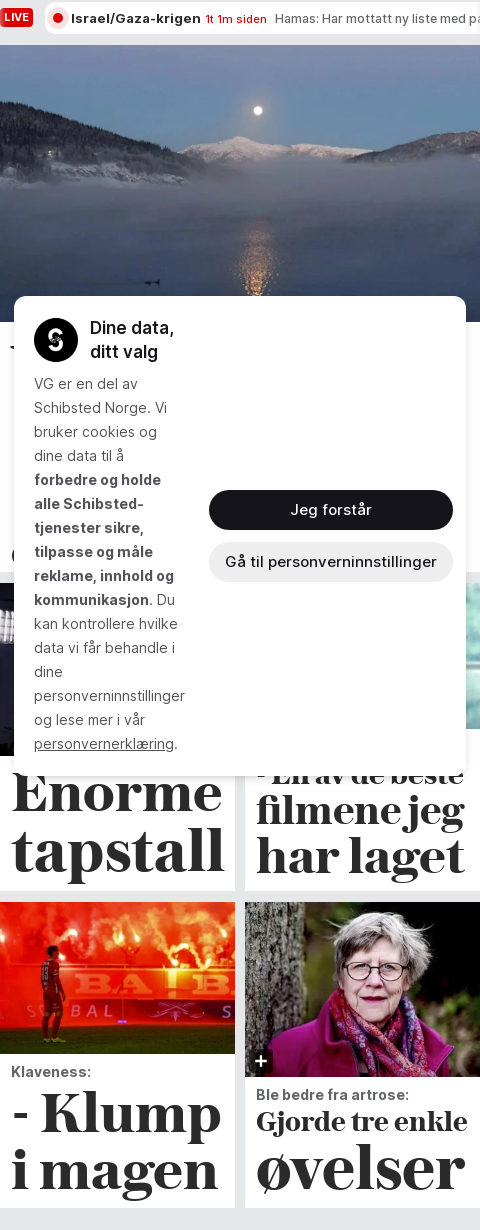 LIVE
Israel/Gaza-krigen 1t 1m siden Hamas: Har mottatt ny liste med
Dine data,
ditt valg
VG er en del av
Schibsted Norge. Vi
bruker cookies og
dine data til å
forbedre og holde
alle Schibsted-
tjenester sikre,
tilpasse og måle
reklame, innhold og
kommunikasjon. Du
kan kontrollere hvilke
data vi får behandle i
dine
personverninnstillinger
og lese mer i vår
personvernerklæring.
Jeg forstår
Gå til personverninnstillinger
Enorme
tapstall
- En av de beste
filmene jeg
har laget
Klaveness:
- Klump
i magen
Ble bedre fra artrose:
Gjorde tre enkle
øvelser